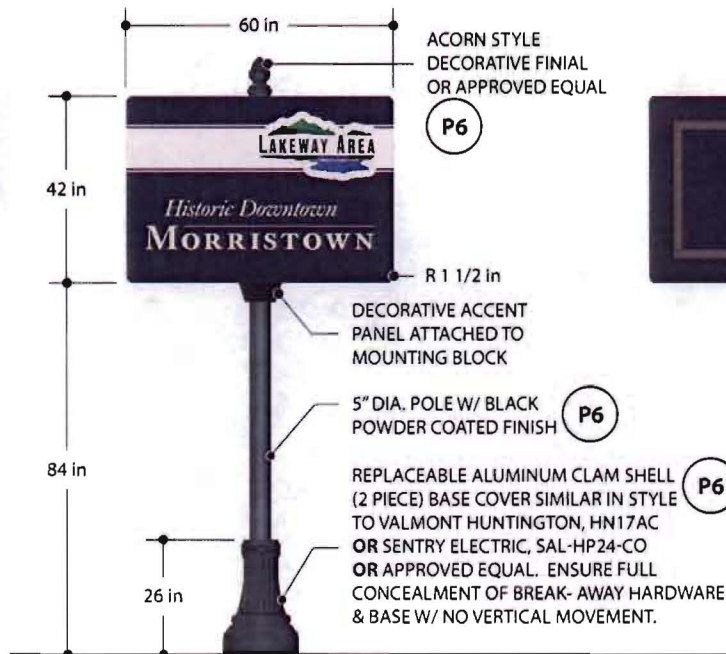 60 in
ACORN STYLE
DECORATIVE FINIAL
OR APPROVED EQUAL
P6
LAKEWAY AREA
42 in
Historic Downtown
MORRISTOWN
R 1 1/2 in
DECORATIVE ACCENT
PANEL ATTACHED TO
MOUNTING BLOCK
5" DIA. POLE W/ BLACK
POWDER COATED FINISH
P6
84 in
REPLACEABLE ALUMINUM CLAM SHELL
(2 PIECE) BASE COVER SIMILAR IN STYLE
TO VALMONT HUNTINGTON, HN17AC
OR SENTRY ELECTRIC, SAL-HP24-CO
OR APPROVED EQUAL. ENSURE FULL
CONCEALMENT OF BREAK- AWAY HARDWARE
& BASE W/ NO VERTICAL MOVEMENT.
P6
26 in